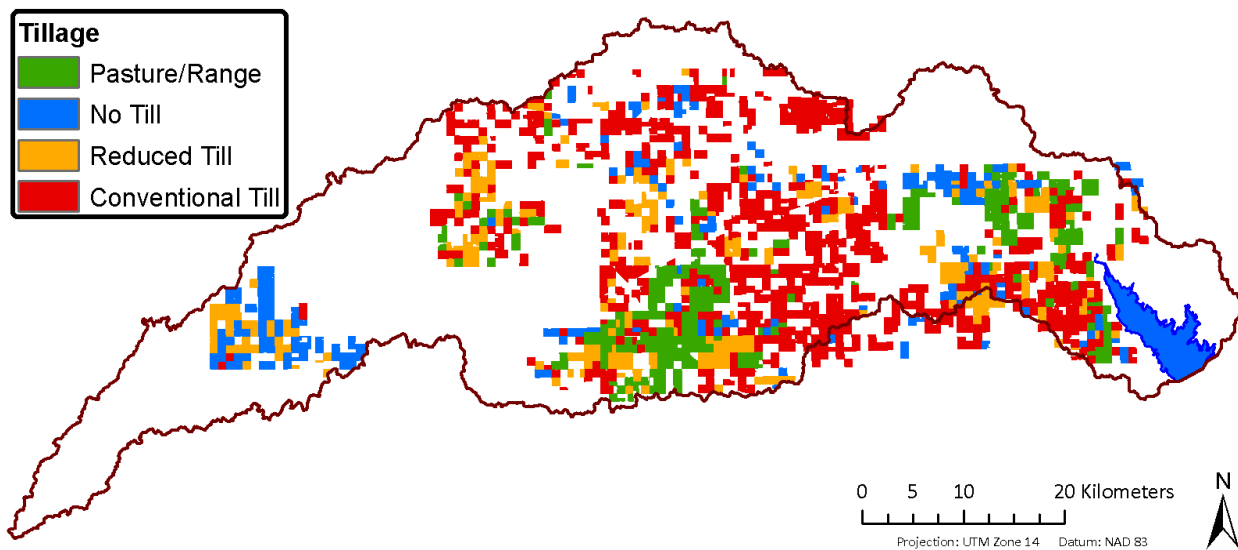 Tillage
Pasture/Range
No Till
Reduced Till
Conventional Till
0 5 10 20 Kilometers
Projection: UTM Zone 14 Datum: NAD 83
N